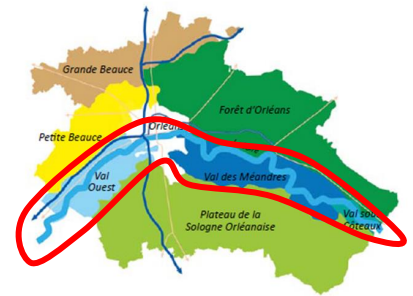 Grande Beauce
Forêt d'Orléans
Petite Beauce
Orléans
Val
Ouest
Val des Méandres
Plateau de la
Sologne Orléanaise
Val sous
Côteaux